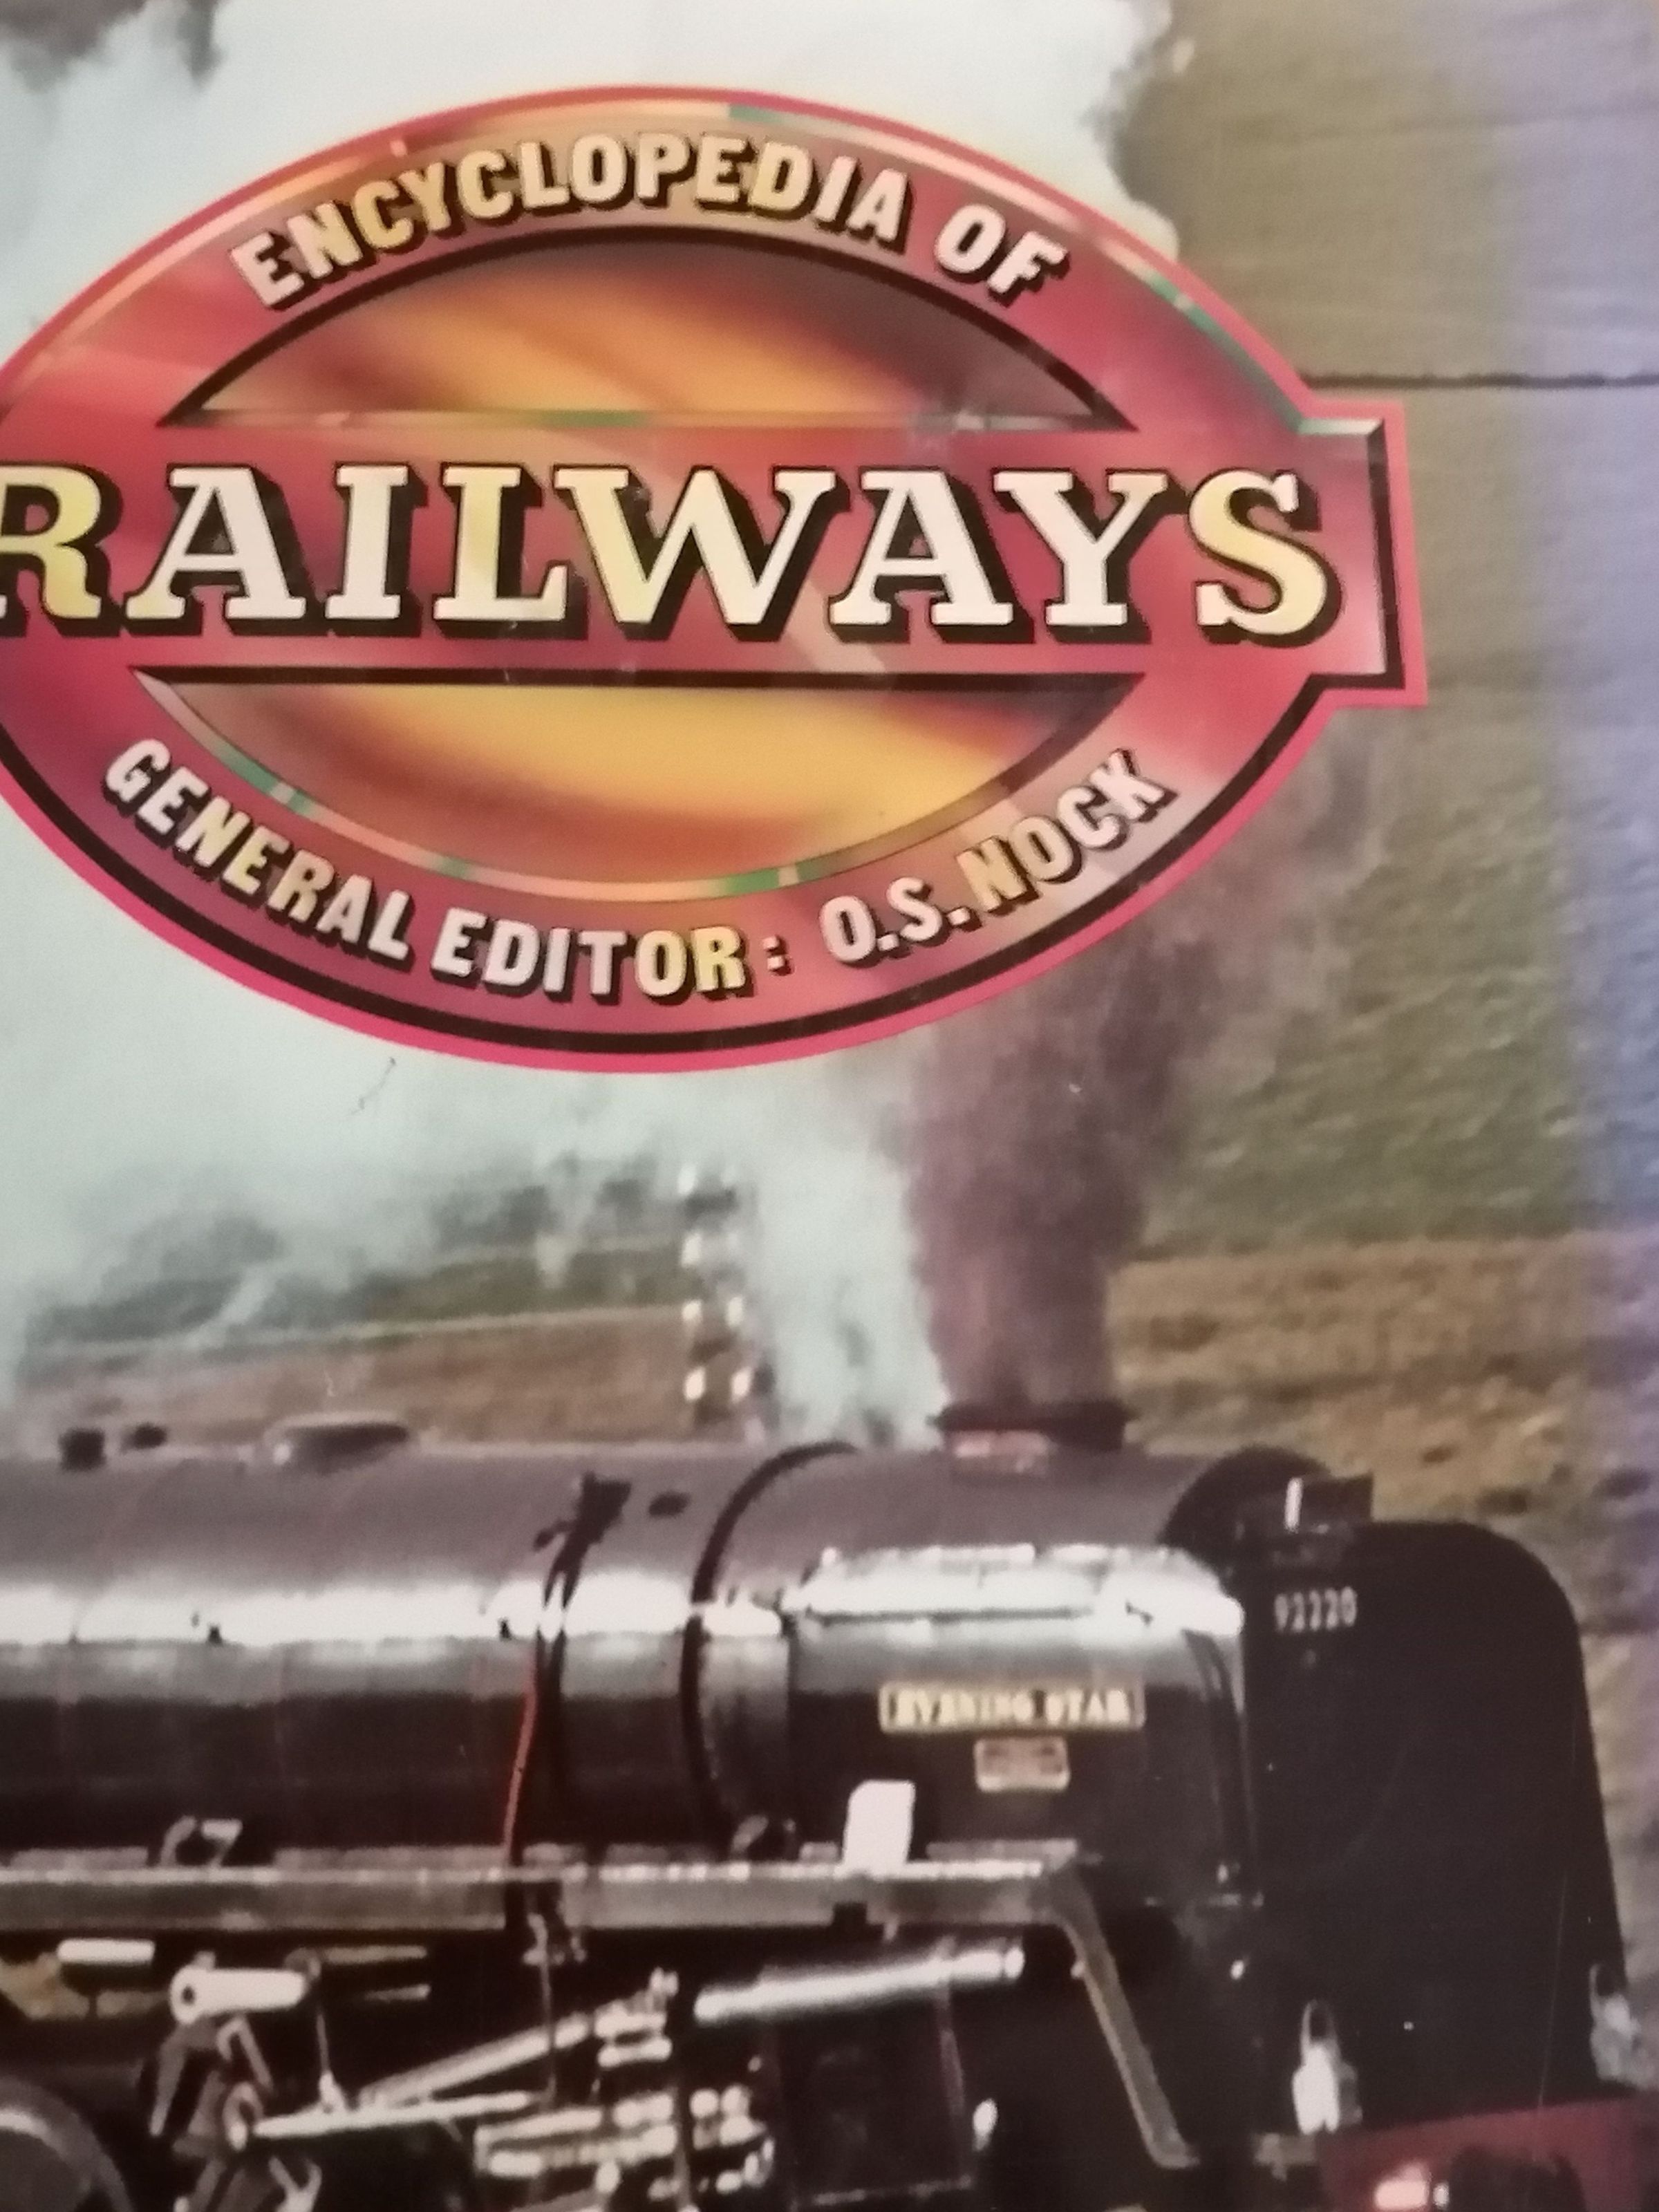 ENCYCLOPEDIA OF
RAILWAYS
GENERAL EDITOR: O.S. NOCK
92220
EVENING STAR